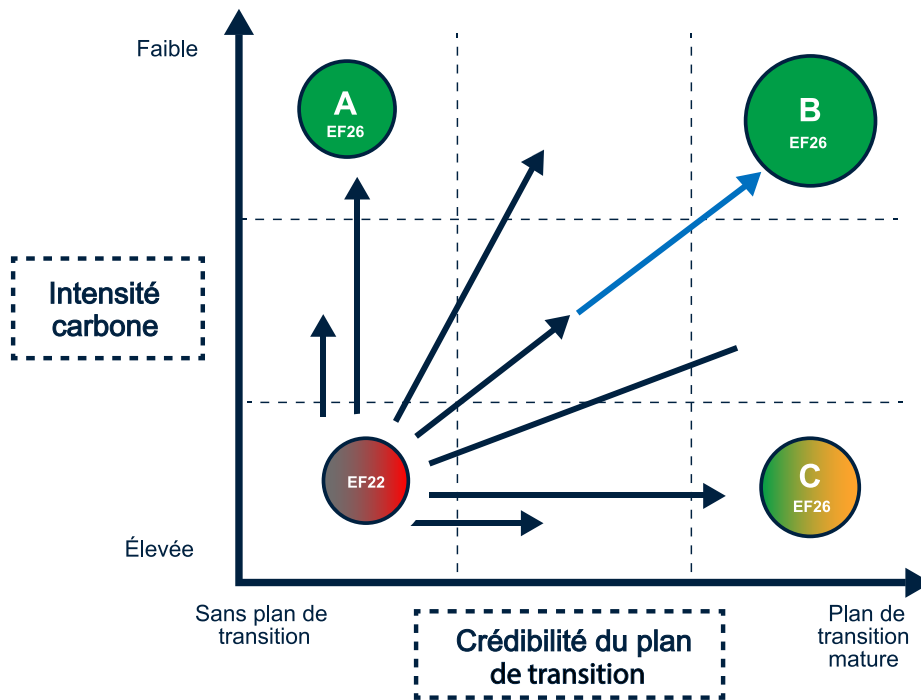 Faible
A
EF26
B
EF26
Intensité
carbone
EF22
C
EF26
Élevée
Sans plan de
transition
Crédibilité du plan
de transition
Plan de
transition
mature